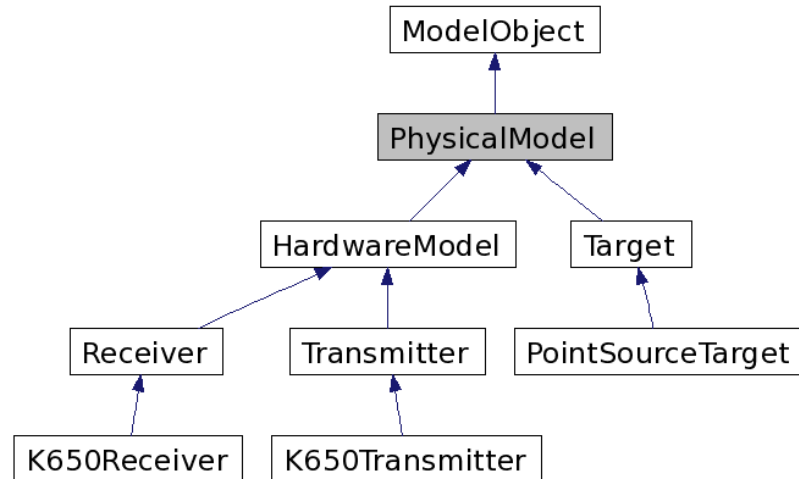 ModelObject
PhysicalModel
HardwareModel
Target
Receiver
Transmitter
PointSourceTarget
K650Receiver
K650Transmitter